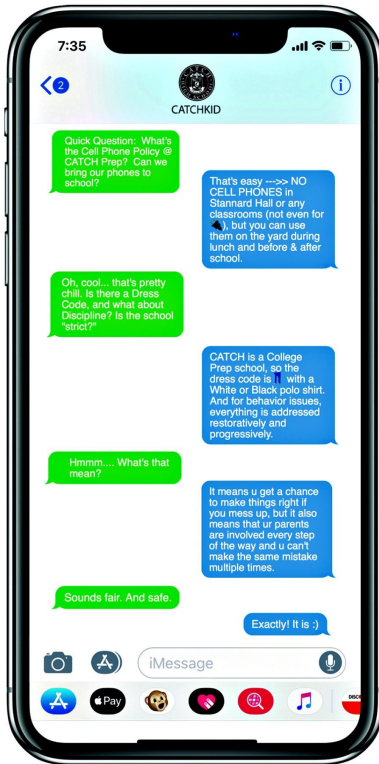 7:35
2
CATCHKID
Quick Question: What's
the Cell Phone Policy @
CATCH Prep? Can we
bring our phones to
school?
That's easy --->> NO
CELL PHONES in
Stannard Hall or any
classrooms (not even for
), but you can use
them on the yard during
lunch and before & after
school.
Oh, cool... that's pretty
chill. Is there a Dress
Code, and what about
Discipline? Is the school
"strict?"
CATCH is a College
Prep school, so the
dress code is 👖 with a
White or Black polo shirt.
And for behavior issues,
everything is addressed
restoratively and
progressively.
Hmmm.... What's that
mean?
It means u get a chance
to make things right if
you mess up, but it also
means that ur parents
are involved every step
of the way and u can't
make the same mistake
multiple times.
Sounds fair. And safe.
Exactly! It is :)
iMessage
Pay